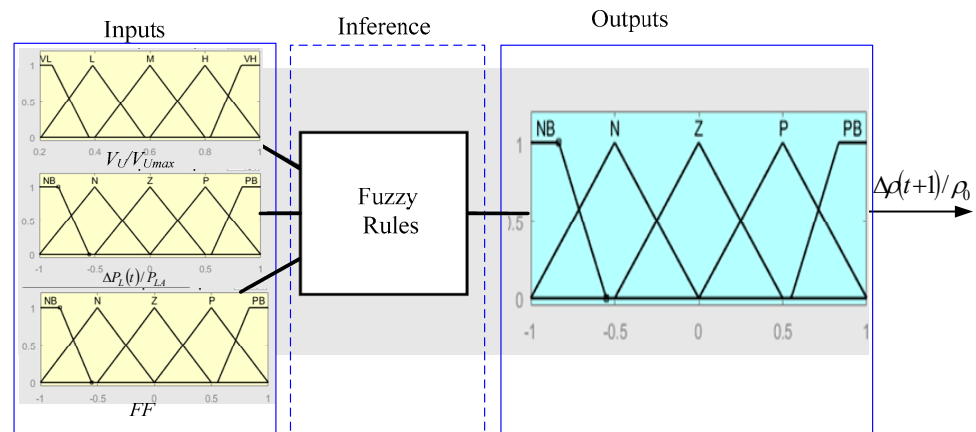 Inputs
Inference
Outputs
VL L M H VH
1
0.5
0
0.2 0.4 0.6 0.8 1
V_U/V_Umax
NB N Z P PB
1
0.5
0
-1 -0.5 0 0.5 1
ΔP_L(t)/P_LA
NB N Z P PB
1
0.5
0
-1 -0.5 0 0.5 1
FF
Fuzzy
Rules
NB N Z P PB
1
).5
0
-1 -0.5 0 0.5 1
Δρ(t+1)/ρ_0